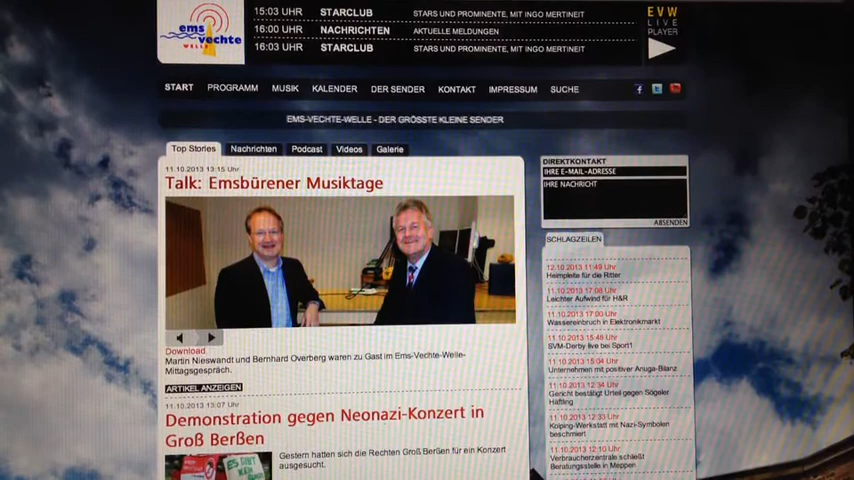 ems
vechte
WELLE
15:03 UHR STARCLUB STARS UND PROMINENTE, MIT INGO MERTINEIT
16:00 UHR NACHRICHTEN AKTUELLE MELDUNGEN
16:03 UHR STARCLUB STARS UND PROMINENTE, MIT INGO MERTINEIT
EVW
LIVE
PLAYER
START PROGRAMM MUSIK KALENDER DER SENDER KONTAKT IMPRESSUM SUCHE
EMS-VECHTE-WELLE - DER GRÖSSTE KLEINE SENDER
Top Stories Nachrichten Podcast Videos Galerie
11.10.2013 13:15 Uhr
Talk: Emsbürener Musiktage
Download
Martin Nieswandt und Bernhard Overberg waren zu Gast im Ems-Vechte-Welle-
Mittagsgespräch.
ARTIKEL ANZEIGEN
11.10.2013 13:07 Uhr
Demonstration gegen Neonazi-Konzert in
Groß Berßen
Gestern hatten sich die Rechten Groß Berßen für ein Konzert
ausgesucht.
ES GIBT
KEIN
DIREKTKONTAKT
IHRE E-MAIL-ADRESSE
IHRE NACHRICHT
ABSENDEN
SCHLAGZEILEN
12.10.2013 11:49 Uhr
Heimpleite für die Ritter
11.10.2013 17:08 Uhr
Leichter Aufwind für H&R
11.10.2013 17:00 Uhr
Wassereinbruch in Elektronikmarkt
11.10.2013 15:48 Uhr
SVM-Derby live bei Sport1
11.10.2013 15:04 Uhr
Unternehmen mit positiver Anuga-Bilanz
11.10.2013 12:34 Uhr
Gericht bestätigt Urteil gegen Sögeler
Häftling
11.10.2013 12:33 Uhr
Kolping-Werkstatt mit Nazi-Symbolen
beschmiert
11.10.2013 12:10 Uhr
Verbraucherzentrale schließt
Beratungsstelle in Meppen